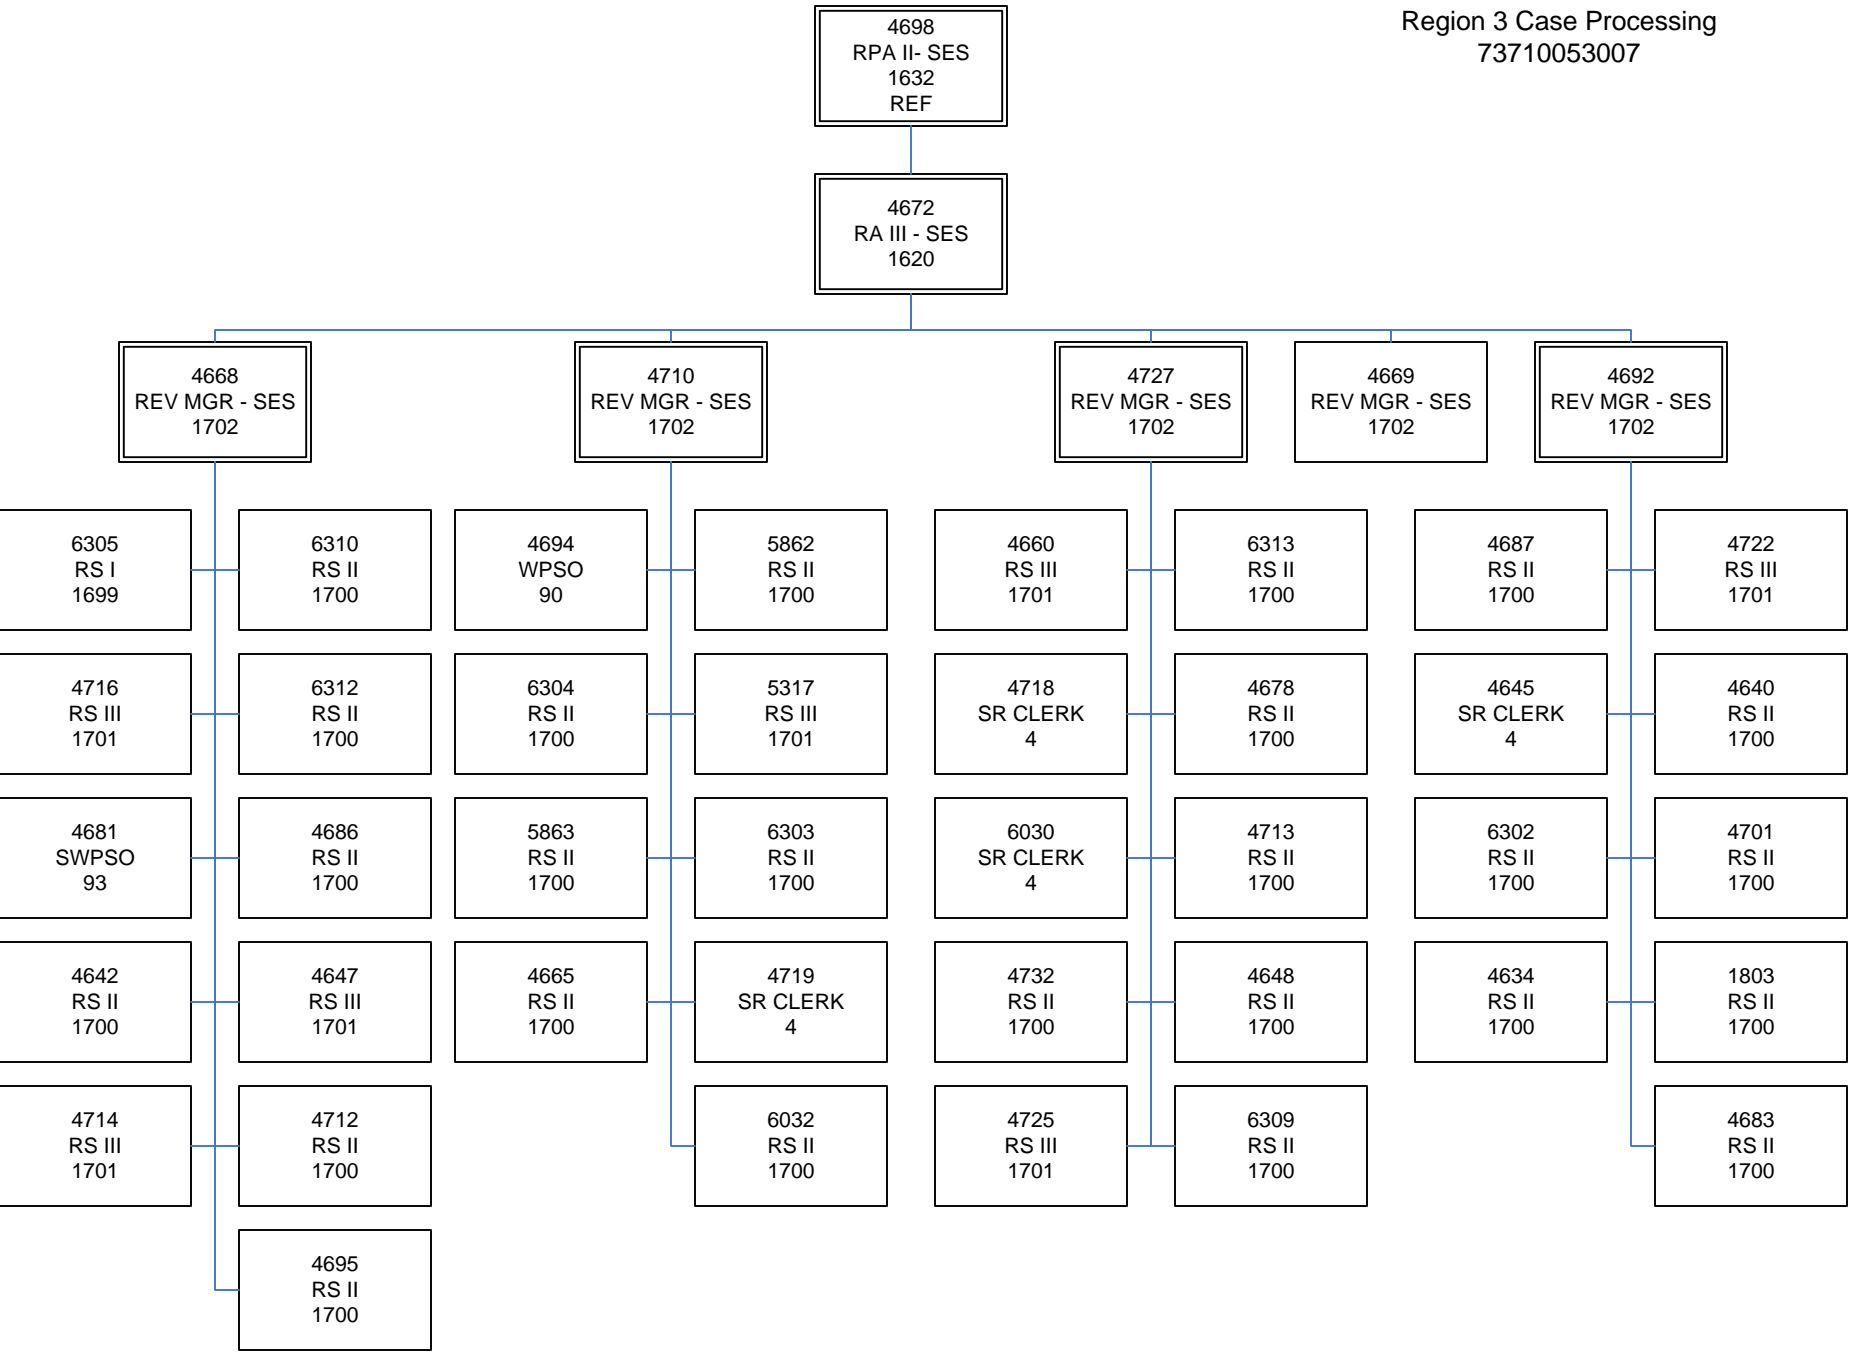 Region 3 Case Processing
73710053007
4698
RPA II- SES
1632
REF
4672
RA III - SES
1620
4668
REV MGR - SES
1702
4710
REV MGR - SES
1702
4727
REV MGR - SES
1702
4669
REV MGR - SES
1702
4692
REV MGR - SES
1702
6305
RS I
1699
6310
RS II
1700
4694
WPSO
90
5862
RS II
1700
4660
RS III
1701
6313
RS II
1700
4687
RS II
1700
4722
RS III
1701
4716
RS III
1701
6312
RS II
1700
6304
RS II
1700
5317
RS III
1701
4718
SR CLERK
4
4678
RS II
1700
4645
SR CLERK
4
4640
RS II
1700
4681
SWPSO
93
4686
RS II
1700
5863
RS II
1700
6303
RS II
1700
6030
SR CLERK
4
4713
RS II
1700
6302
RS II
1700
4701
RS II
1700
4642
RS II
1700
4647
RS III
1701
4665
RS II
1700
4719
SR CLERK
4
4732
RS II
1700
4648
RS II
1700
4634
RS II
1700
1803
RS II
1700
4714
RS III
1701
4712
RS II
1700
6032
RS II
1700
4725
RS III
1701
6309
RS II
1700
4683
RS II
1700
4695
RS II
1700